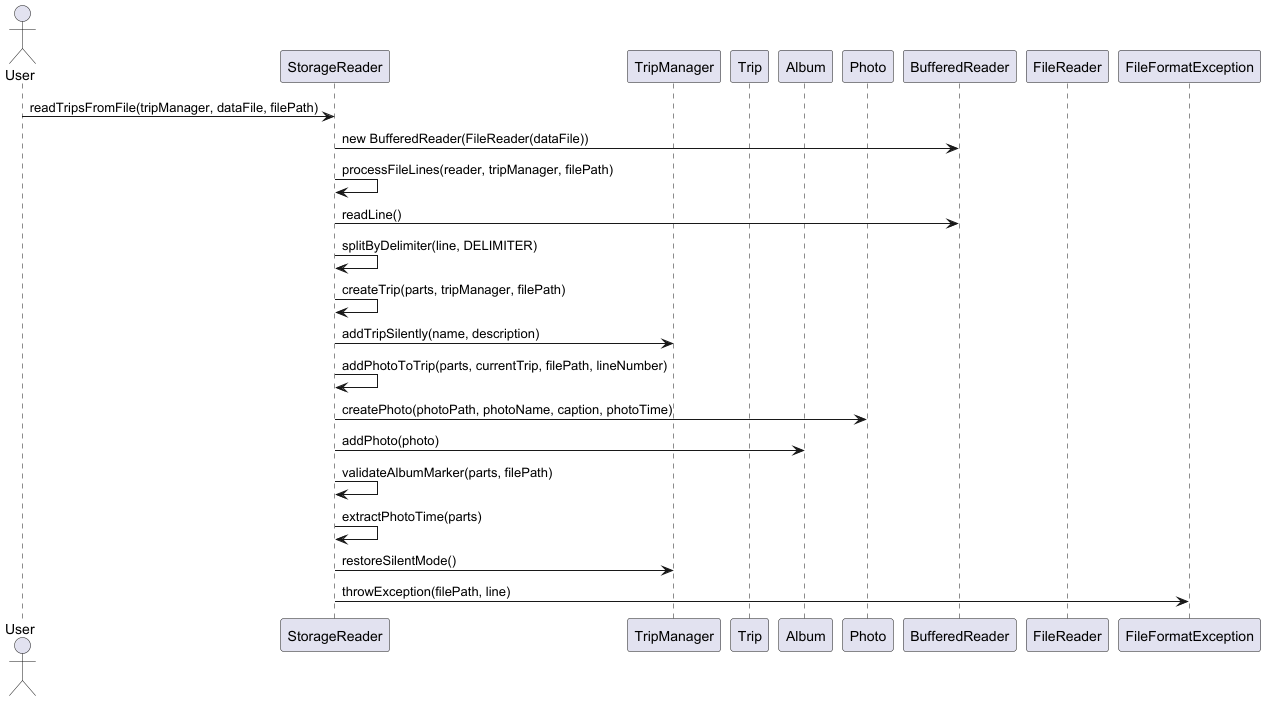 User
StorageReader
TripManager
Trip
Album
Photo
BufferedReader
FileReader
FileFormatException
readTripsFromFile(tripManager, dataFile, filePath)
new BufferedReader(FileReader(dataFile))
processFileLines(reader, tripManager, filePath)
readLine()
splitByDelimiter(line, DELIMITER)
createTrip(parts, tripManager, filePath)
addTripSilently(name, description)
addPhotoToTrip(parts, currentTrip, filePath, lineNumber)
createPhoto(photoPath, photoName, caption, photoTime)
addPhoto(photo)
validateAlbumMarker(parts, filePath)
extractPhotoTime(parts)
restoreSilentMode()
throwException(filePath, line)
User
StorageReader
TripManager
Trip
Album
Photo
BufferedReader
FileReader
FileFormatException